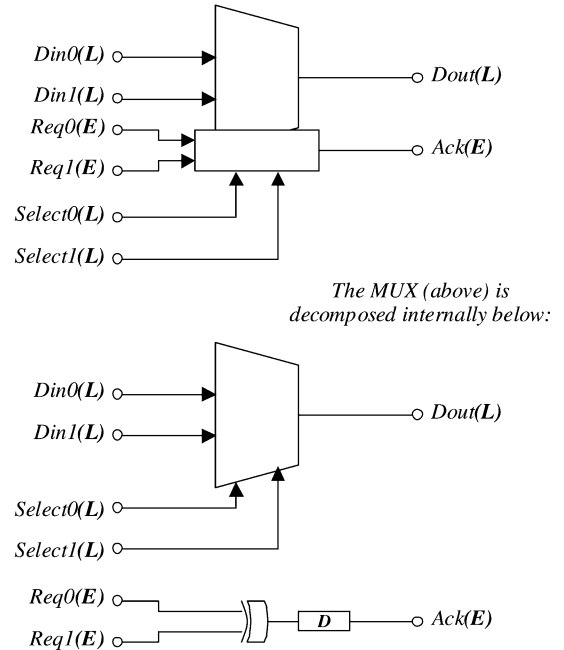 Din0(L)
Dout(L)
Din1(L)
Req0(E)
Ack(E)
Req1(E)
Select0(L)
Select1(L)
The MUX (above) is
decomposed internally below:
Din0(L)
Dout(L)
Din1(L)
Select0(L)
Select1(L)
Req0(E)
D
Ack(E)
Req1(E)